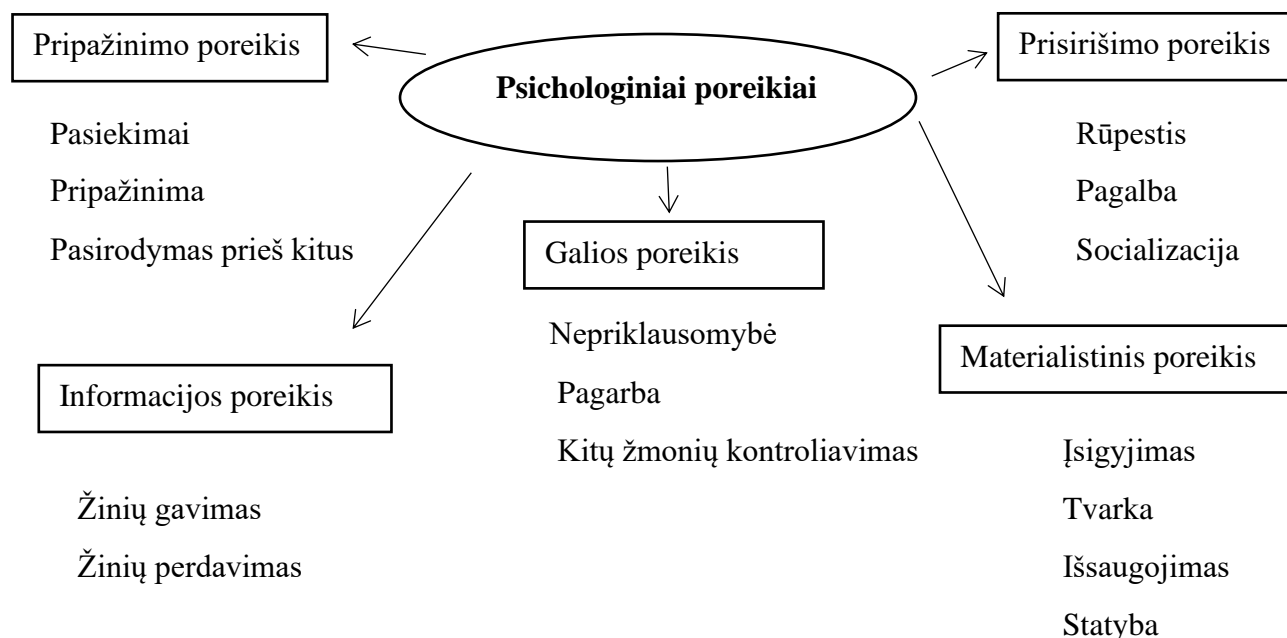 Psichologiniai poreikiai
Pripažinimo poreikis
Pasiekimai
Pripažinima
Pasirodymas prieš kitus
Prisirišimo poreikis
Rūpestis
Pagalba
Socializacija
Galios poreikis
Nepriklausomybė
Pagarba
Kitų žmonių kontroliavimas
Informacijos poreikis
Žinių gavimas
Žinių perdavimas
Materialistinis poreikis
Įsigyjimas
Tvarka
Išsaugojimas
Statyba